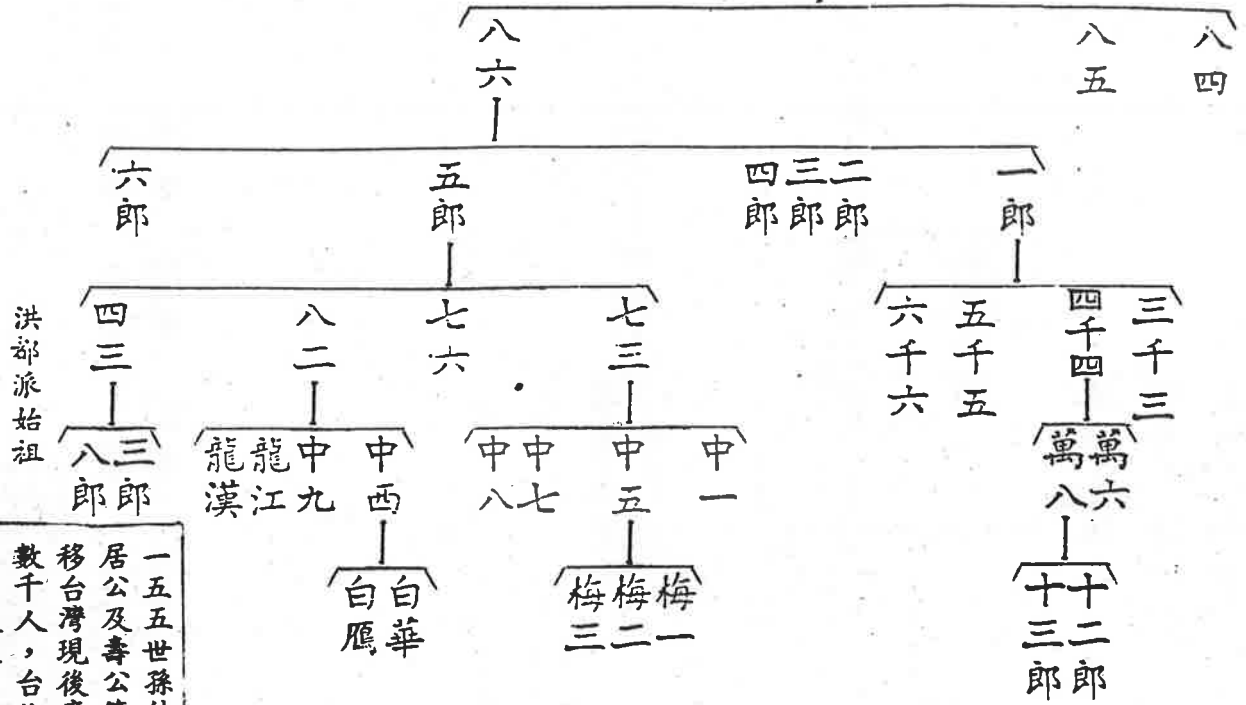 八四
八五
八六
一郎
二郎
三郎
四郎
五郎
六郎
三千三
四千四
五千五
六千六
七三
七六
八二
四三
洪都派始祖
萬六
萬八
中一
中五
中七
中八
中西
中九
龍江
龍漢
三郎
八郎
十二郎
十三郎
梅一
梅二
梅三
白華
白鴈
一五五世孫
居公及壽公
移台灣現後
數千人，台